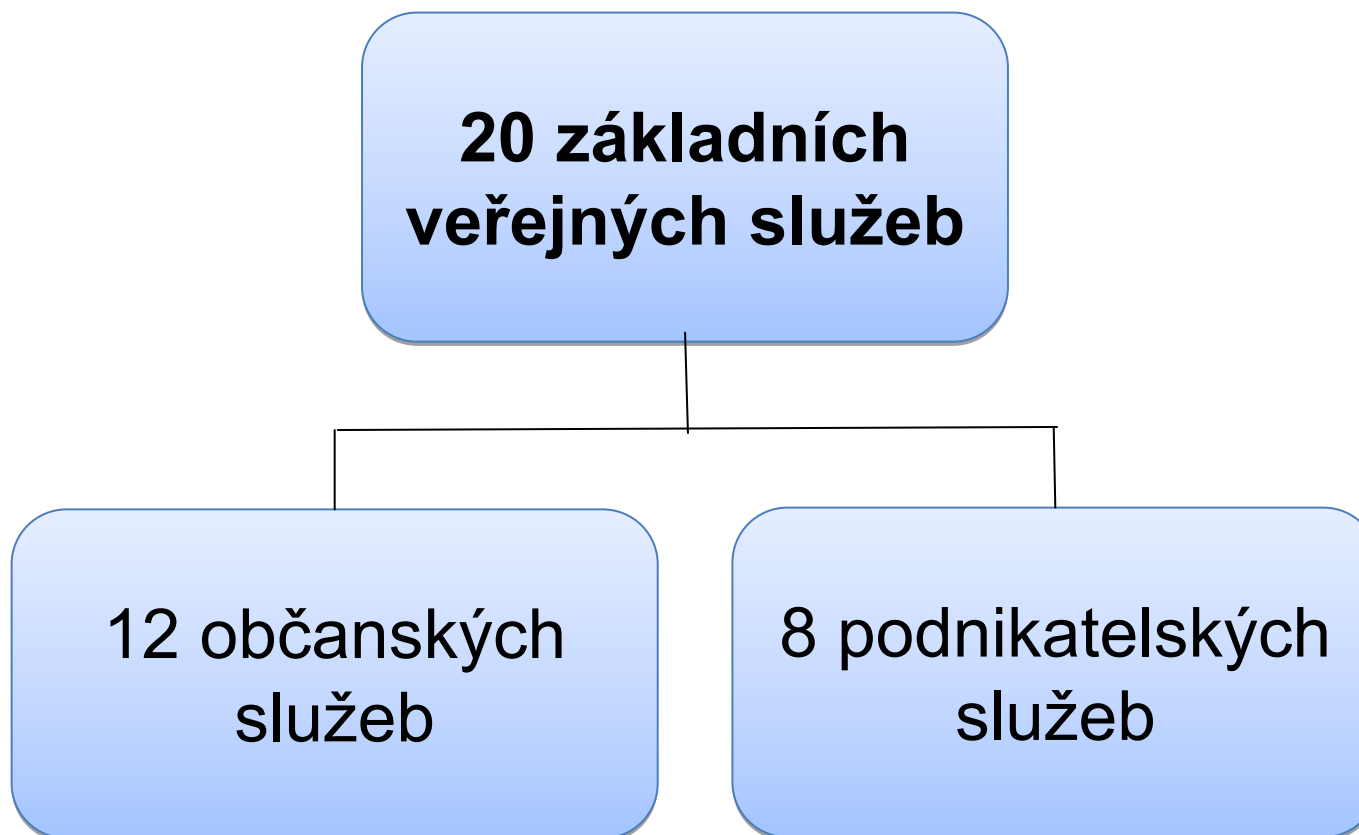 20 základních
veřejných služeb
12 občanských
služeb
8 podnikatelských
služeb